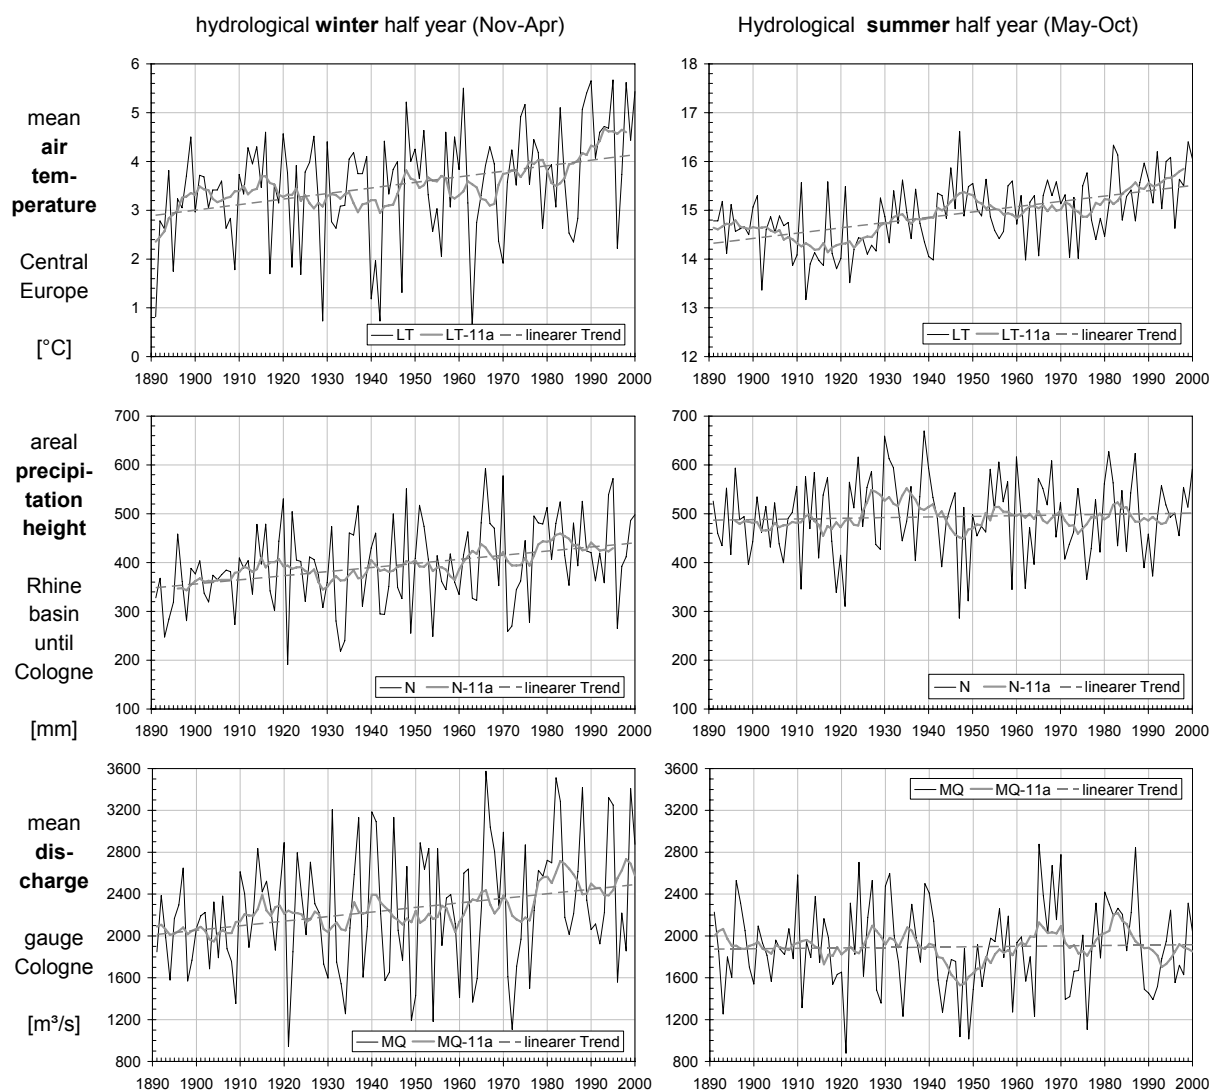 hydrological winter half year (Nov-Apr)
Hydrological summer half year (May-Oct)
mean
air
tem-
perature
Central
Europe
[°C]
6
5
4
3
2
1
0
LT LT-11a linearer Trend
1890 1900 1910 1920 1930 1940 1950 1960 1970 1980 1990 2000
18
17
16
15
14
13
12
LT LT-11a linearer Trend
1890 1900 1910 1920 1930 1940 1950 1960 1970 1980 1990 2000
areal
precipi-
tation
height
Rhine
basin
until
Cologne
[mm]
700
600
500
400
300
200
100
N N-11a linearer Trend
1890 1900 1910 1920 1930 1940 1950 1960 1970 1980 1990 2000
700
600
500
400
300
200
100
N N-11a linearer Trend
1890 1900 1910 1920 1930 1940 1950 1960 1970 1980 1990 2000
mean
dis-
charge
gauge
Cologne
[m³/s]
3600
3200
2800
2400
2000
1600
1200
800
MQ MQ-11a linearer Trend
1890 1900 1910 1920 1930 1940 1950 1960 1970 1980 1990 2000
3600
3200
2800
2400
2000
1600
1200
800
MQ MQ-11a linearer Trend
1890 1900 1910 1920 1930 1940 1950 1960 1970 1980 1990 2000